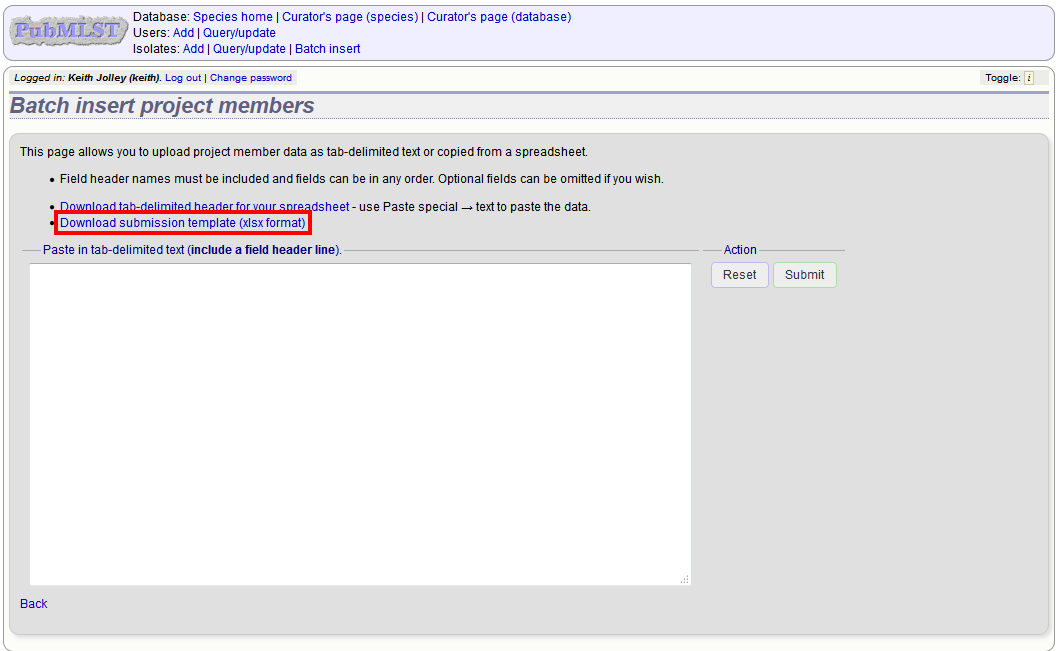 PubMLST
Database: Species home | Curator's page (species) | Curator's page (database)
Users: Add | Query/update
Isolates: Add | Query/update | Batch insert
Logged in: Keith Jolley (keith). Log out | Change password
Toggle: i
Batch insert project members
This page allows you to upload project member data as tab-delimited text or copied from a spreadsheet.
• Field header names must be included and fields can be in any order. Optional fields can be omitted if you wish.
• Download tab-delimited header for your spreadsheet - use Paste special → text to paste the data.
• Download submission template (xlsx format)
Paste in tab-delimited text (include a field header line).
Action
Reset Submit
Back